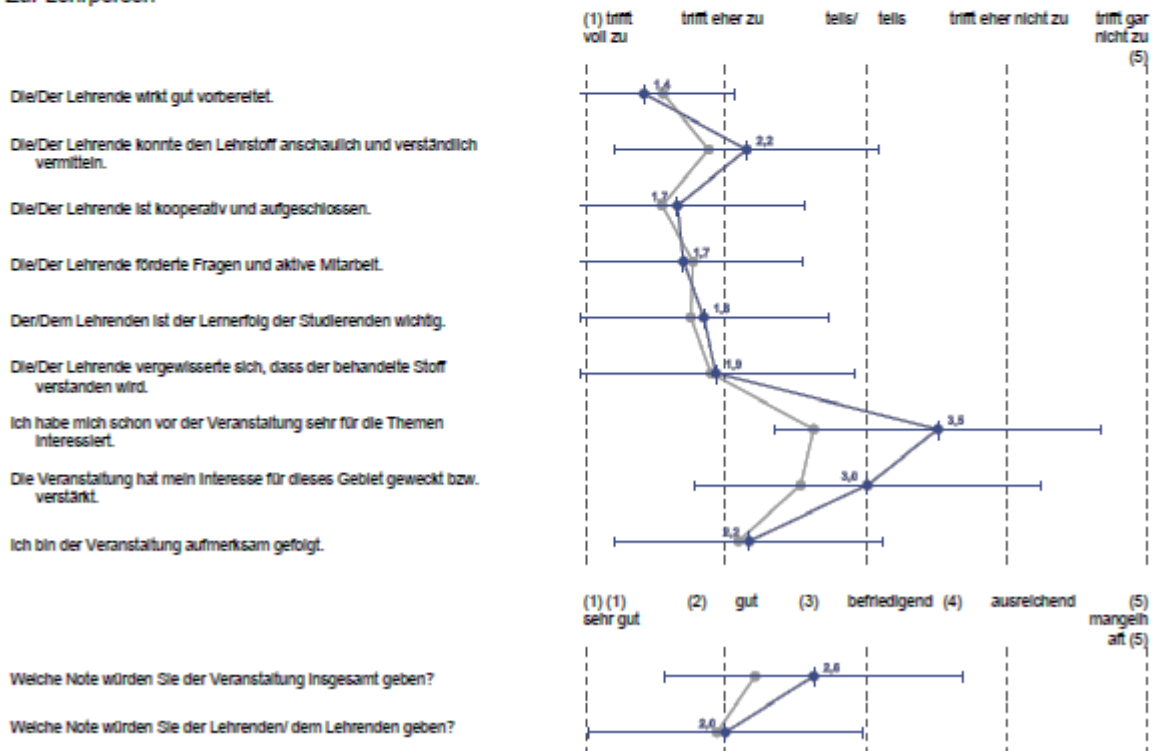 Zur Lehrperson
(1) trifft voll zu
trifft eher zu
teils/ teils
trifft eher nicht zu
trifft gar nicht zu (5)
Die/Der Lehrende wirkt gut vorbereitet.
1,4
Die/Der Lehrende konnte den Lehrstoff anschaulich und verständlich
vermitteln.
2,2
Die/Der Lehrende ist kooperativ und aufgeschlossen.
1,7
Die/Der Lehrende förderte Fragen und aktive Mitarbeit.
1,7
Der/Dem Lehrenden ist der Lernerfolg der Studierenden wichtig.
1,8
Die/Der Lehrende vergewisserte sich, dass der behandelte Stoff
verstanden wird.
1,9
Ich habe mich schon vor der Veranstaltung sehr für die Themen
interessiert.
3,5
Die Veranstaltung hat mein Interesse für dieses Gebiet geweckt bzw.
verstärkt.
3,0
Ich bin der Veranstaltung aufmerksam gefolgt.
2,2
(1) (1) sehr gut
(2) gut
(3) befriedigend
(4) ausreichend
(5) mangelh aft (5)
Welche Note würden Sie der Veranstaltung insgesamt geben?
2,6
Welche Note würden Sie der Lehrenden/ dem Lehrenden geben?
2,0